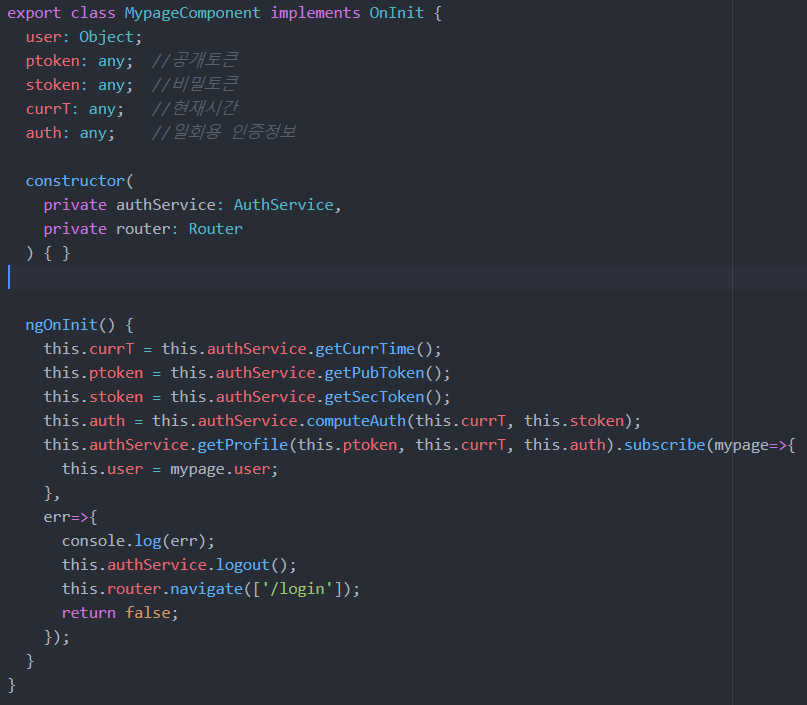 export class MypageComponent implements OnInit {
  user: Object;
  ptoken: any;  //공개토큰
  stoken: any;  //비밀토큰
  currT: any;   //현재시간
  auth: any;    //일회용 인증정보
  constructor(
    private authService: AuthService,
    private router: Router
  ) { }
  ngOnInit() {
    this.currT = this.authService.getCurrTime();
    this.ptoken = this.authService.getPubToken();
    this.stoken = this.authService.getSecToken();
    this.auth = this.authService.computeAuth(this.currT, this.stoken);
    this.authService.getProfile(this.ptoken, this.currT, this.auth).subscribe(mypage=>{
      this.user = mypage.user;
    },
    err=>{
      console.log(err);
      this.authService.logout();
      this.router.navigate(['/login']);
      return false;
    });
  }
}